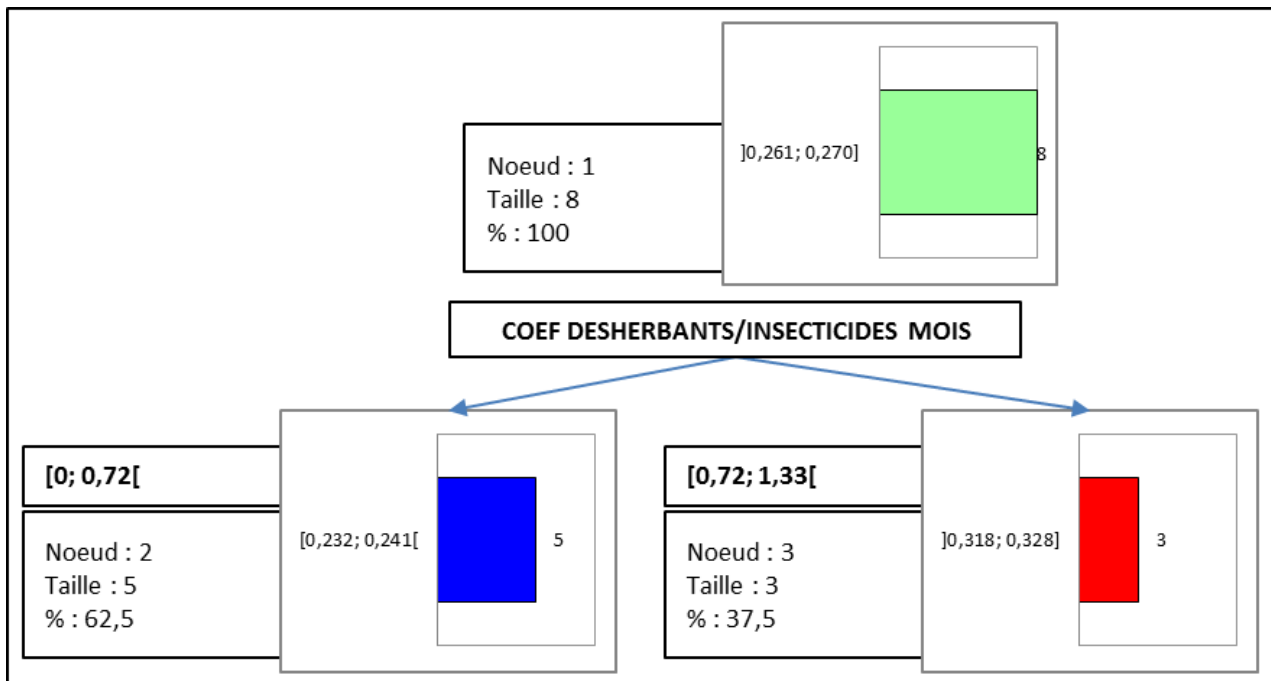 Noeud : 1
Taille : 8
% : 100
]0,261; 0,270]
8
COEF DESHERBANTS/INSECTICIDES MOIS
[0; 0,72[
Noeud : 2
Taille : 5
% : 62,5
[0,232; 0,241[
5
[0,72; 1,33[
Noeud : 3
Taille : 3
% : 37,5
]0,318; 0,328]
3